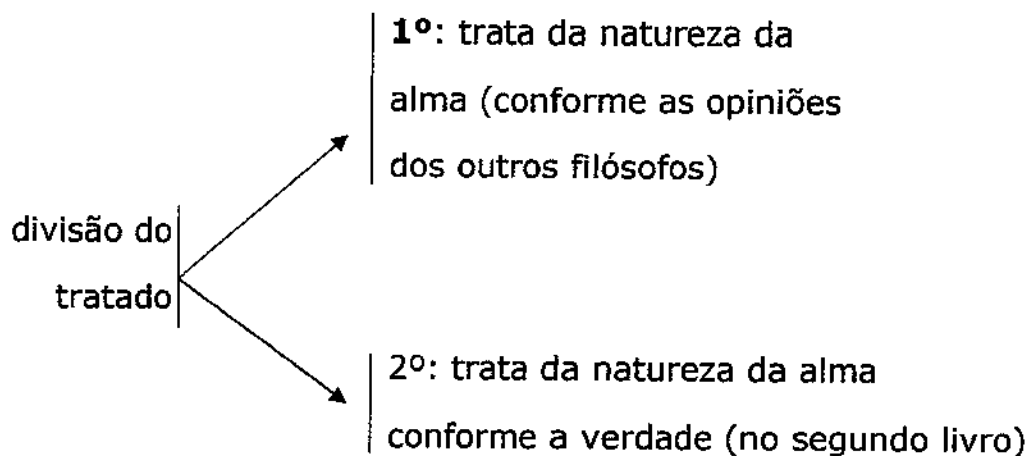 divisão do
tratado
1º: trata da natureza da
alma (conforme as opiniões
dos outros filósofos)
2º: trata da natureza da alma
conforme a verdade (no segundo livro)